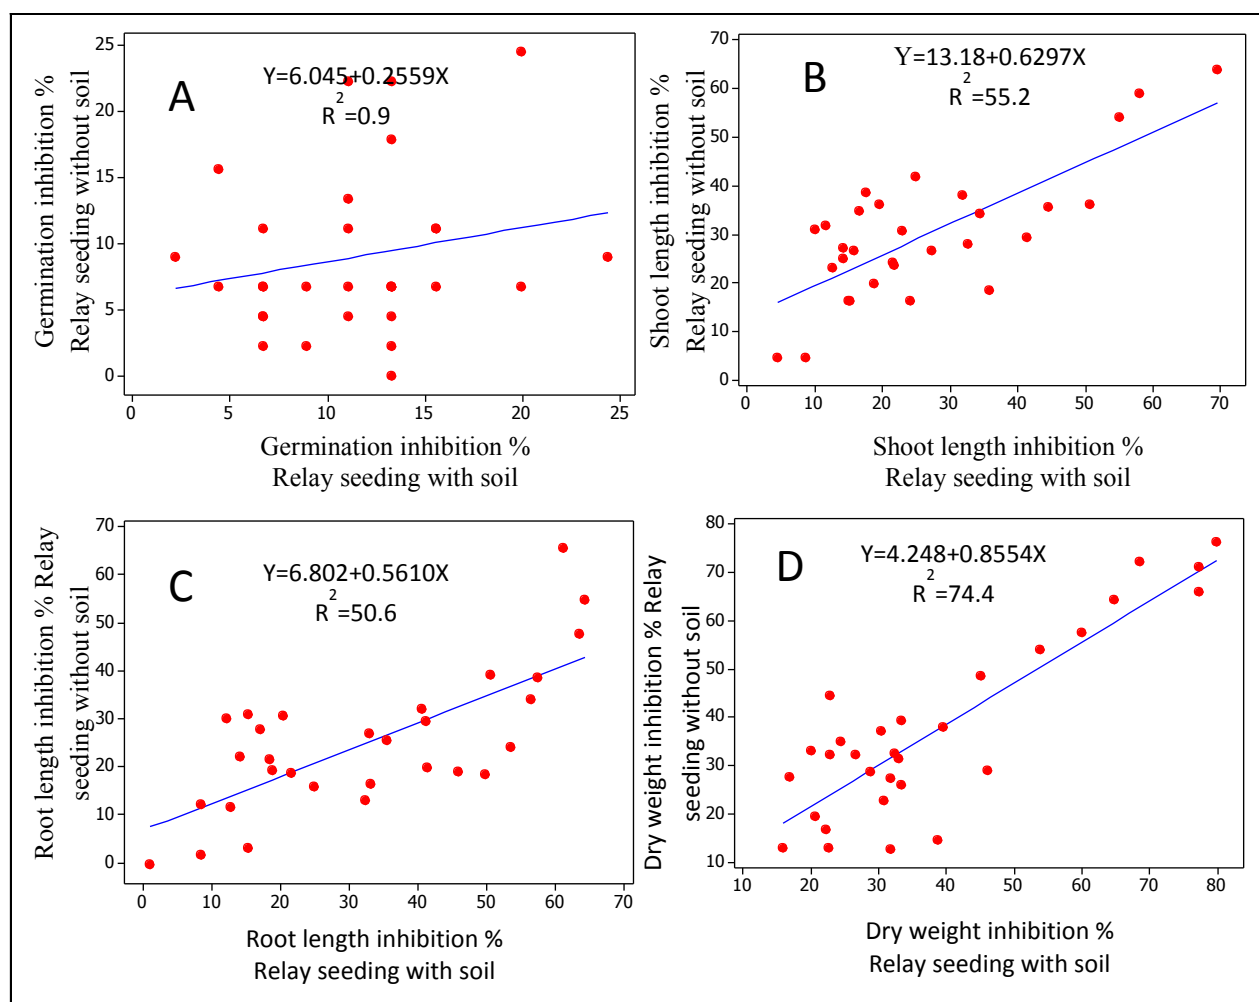 A
Y=6.045+0.2559X
R2=0.9
Germination inhibition %
Relay seeding without soil
25
20
15
10
5
0
0 5 10 15 20 25
Germination inhibition %
Relay seeding with soil
B
Y=13.18+0.6297X
R2=55.2
Shoot length inhibition %
Relay seeding without soil
70
60
50
40
30
20
10
0
0 10 20 30 40 50 60 70
Shoot length inhibition %
Relay seeding with soil
C
Y=6.802+0.5610X
R2=50.6
Root length inhibition % Relay
seeding without soil
70
60
50
40
30
20
10
0
0 10 20 30 40 50 60 70
Root length inhibition %
Relay seeding with soil
D
Y=4.248+0.8554X
R2=74.4
Dry weight inhibition % Relay
seeding without soil
80
70
60
50
40
30
20
10
10 20 30 40 50 60 70 80
Dry weight inhibition %
Relay seeding with soil